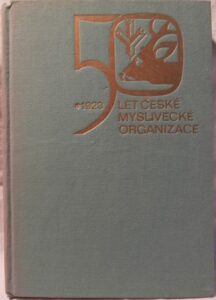 50
*1923
LET ČESKÉ
MYSLIVECKÉ
ORGANIZACE